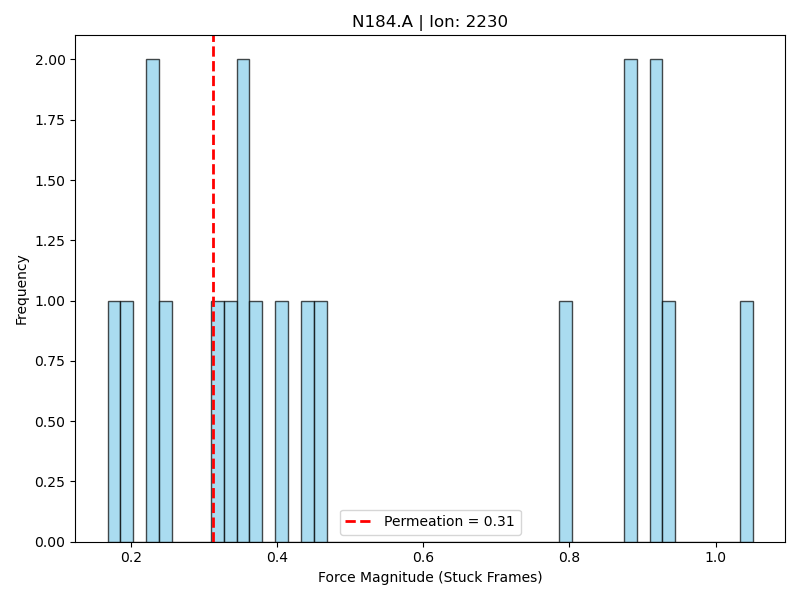 N184.A | Ion: 2230
2.00
1.75
1.50
1.25
1.00
0.75
0.50
0.25
0.00
Frequency
Permeation = 0.31
0.2 0.4 0.6 0.8 1.0
Force Magnitude (Stuck Frames)